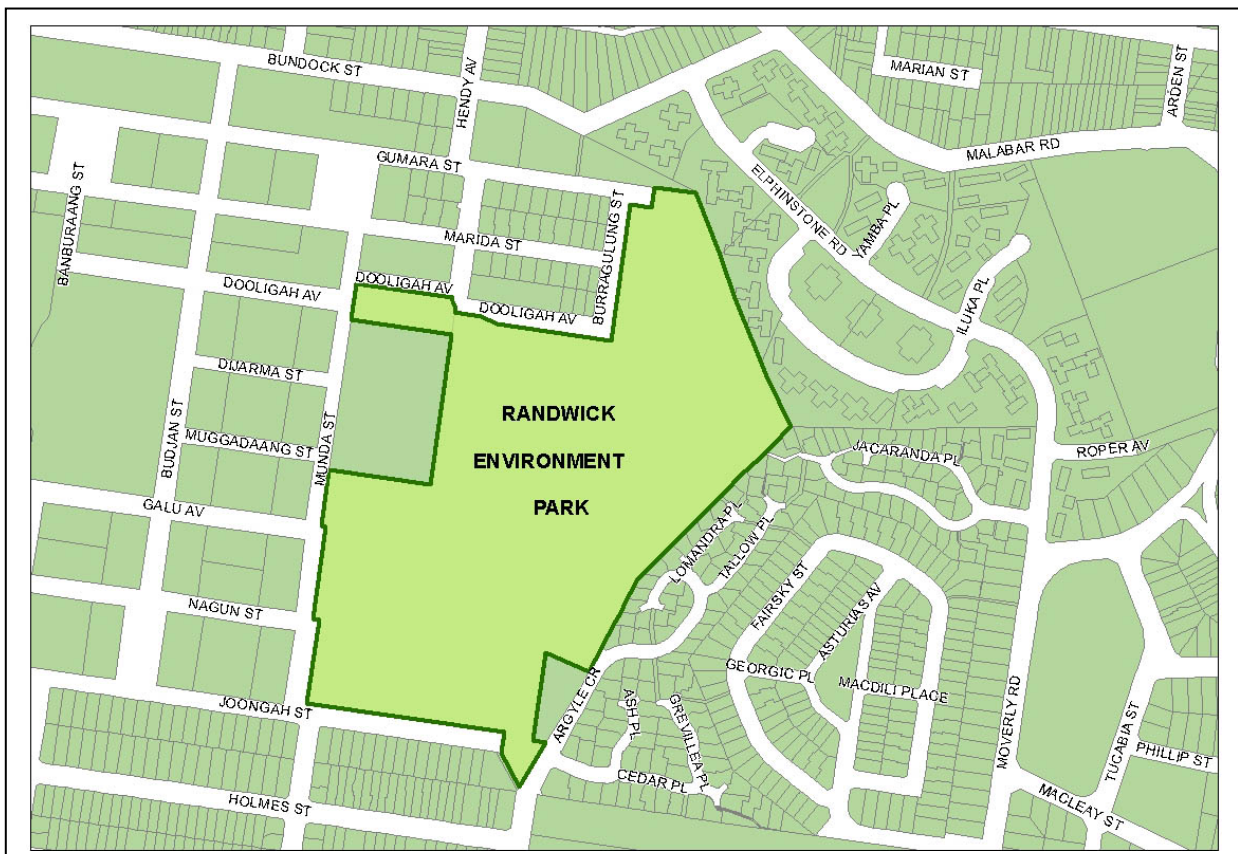 BUNDOCK ST
HENDY AV
MARIAN ST
ARDEN ST
MALABAR RD
GUMARA ST
BANBURAANG ST
ELPHINSTONE RD
YAMBA PL
BURRAGULUNG ST
MARIDA ST
DOOLIGAH AV
DOOLIGAH AV
DOOLIGAH AV
ILUKA PL
DIJARMA ST
BUDJAN ST
MUNDA ST
RANDWICK
ENVIRONMENT
PARK
MUGGADAANG ST
JACARANDA PL
ROPER AV
GALU AV
LOMANDRA PL
TALLOW PL
FAIRSKY ST
ASTURIAS AV
NAGUN ST
GEORGIC PL
MACDILI PLACE
MOVERLY RD
JOONGAH ST
ARGYLE CR
ASH PL
GREVILLEA PL
TUCABIA ST
PHILLIP ST
CEDAR PL
HOLMES ST
MACLEAY ST